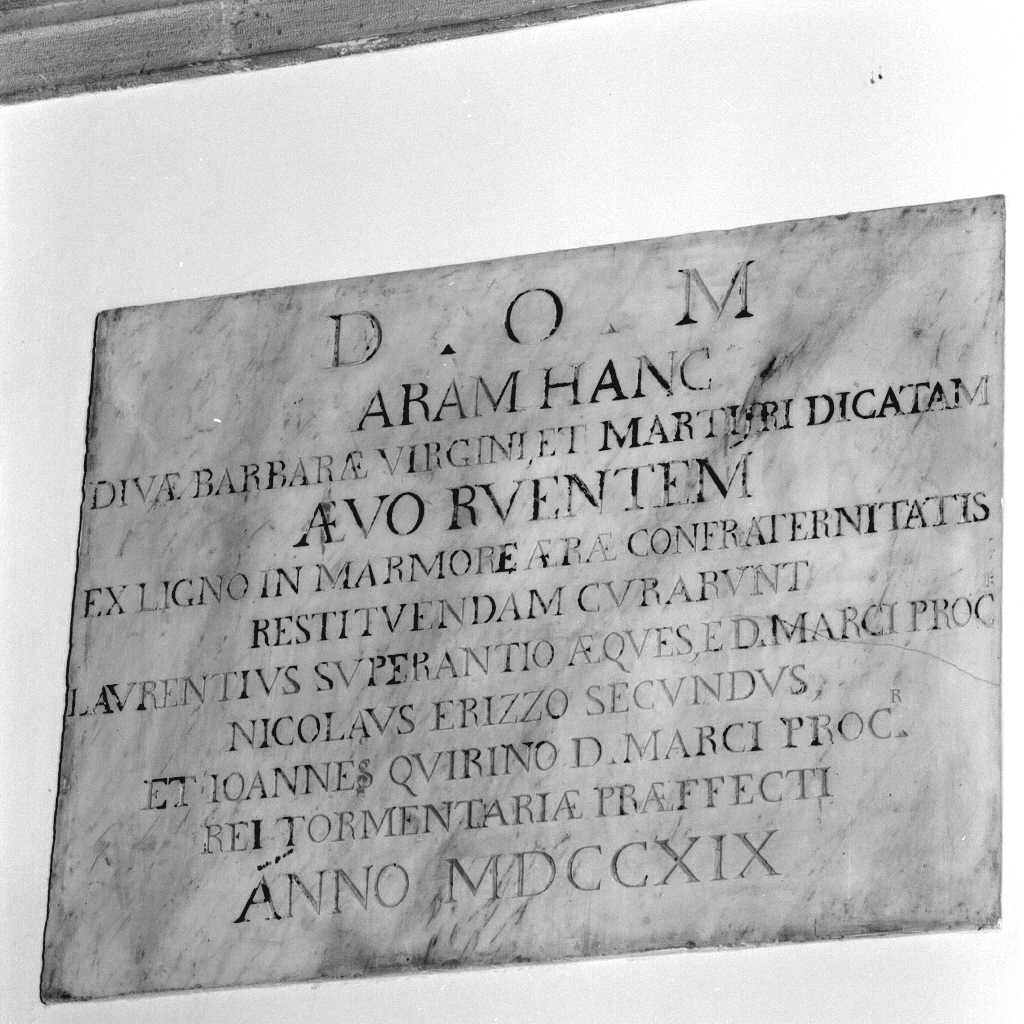 D . O . M
ARAM HANC
DIVÆ BARBARÆ VIRGINI, ET MARTIJRI DICATAM
ÆVO RVENTEM
EX LIGNO IN MARMORE ÆRÆ CONFRATERNITATIS
RESTITVENDAM CVRARVNT
LAVRENTIVS SVPERANTIO ÆQVES, E D. MARCI PROC.R
NICOLAVS ERIZZO SECVNDVS,
ET IOANNES QVIRINO D. MARCI PROC.R
REI TORMENTARIÆ PRÆFFECTI
ANNO MDCCXIX